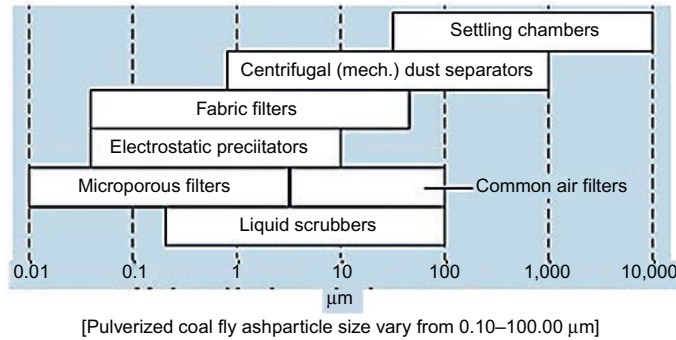 Settling chambers
Centrifugal (mech.) dust separators
Fabric filters
Electrostatic preciitators
Microporous filters
Common air filters
Liquid scrubbers
0.01 0.1 1 10 100 1,000 10,000
μm
[Pulverized coal fly ashparticle size vary from 0.10–100.00 μm]